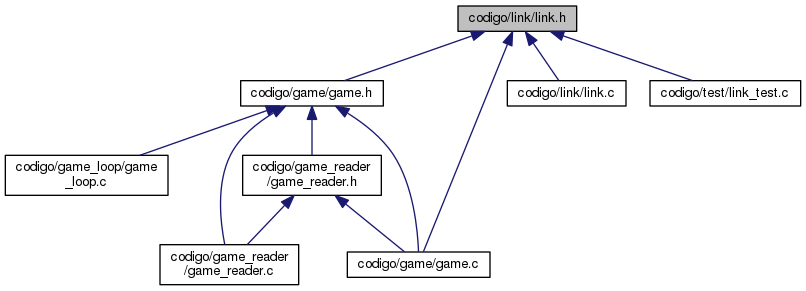 codigo/link/link.h
codigo/game/game.h
codigo/link/link.c
codigo/test/link_test.c
codigo/game_loop/game
_loop.c
codigo/game_reader
/game_reader.h
codigo/game_reader
/game_reader.c
codigo/game/game.c